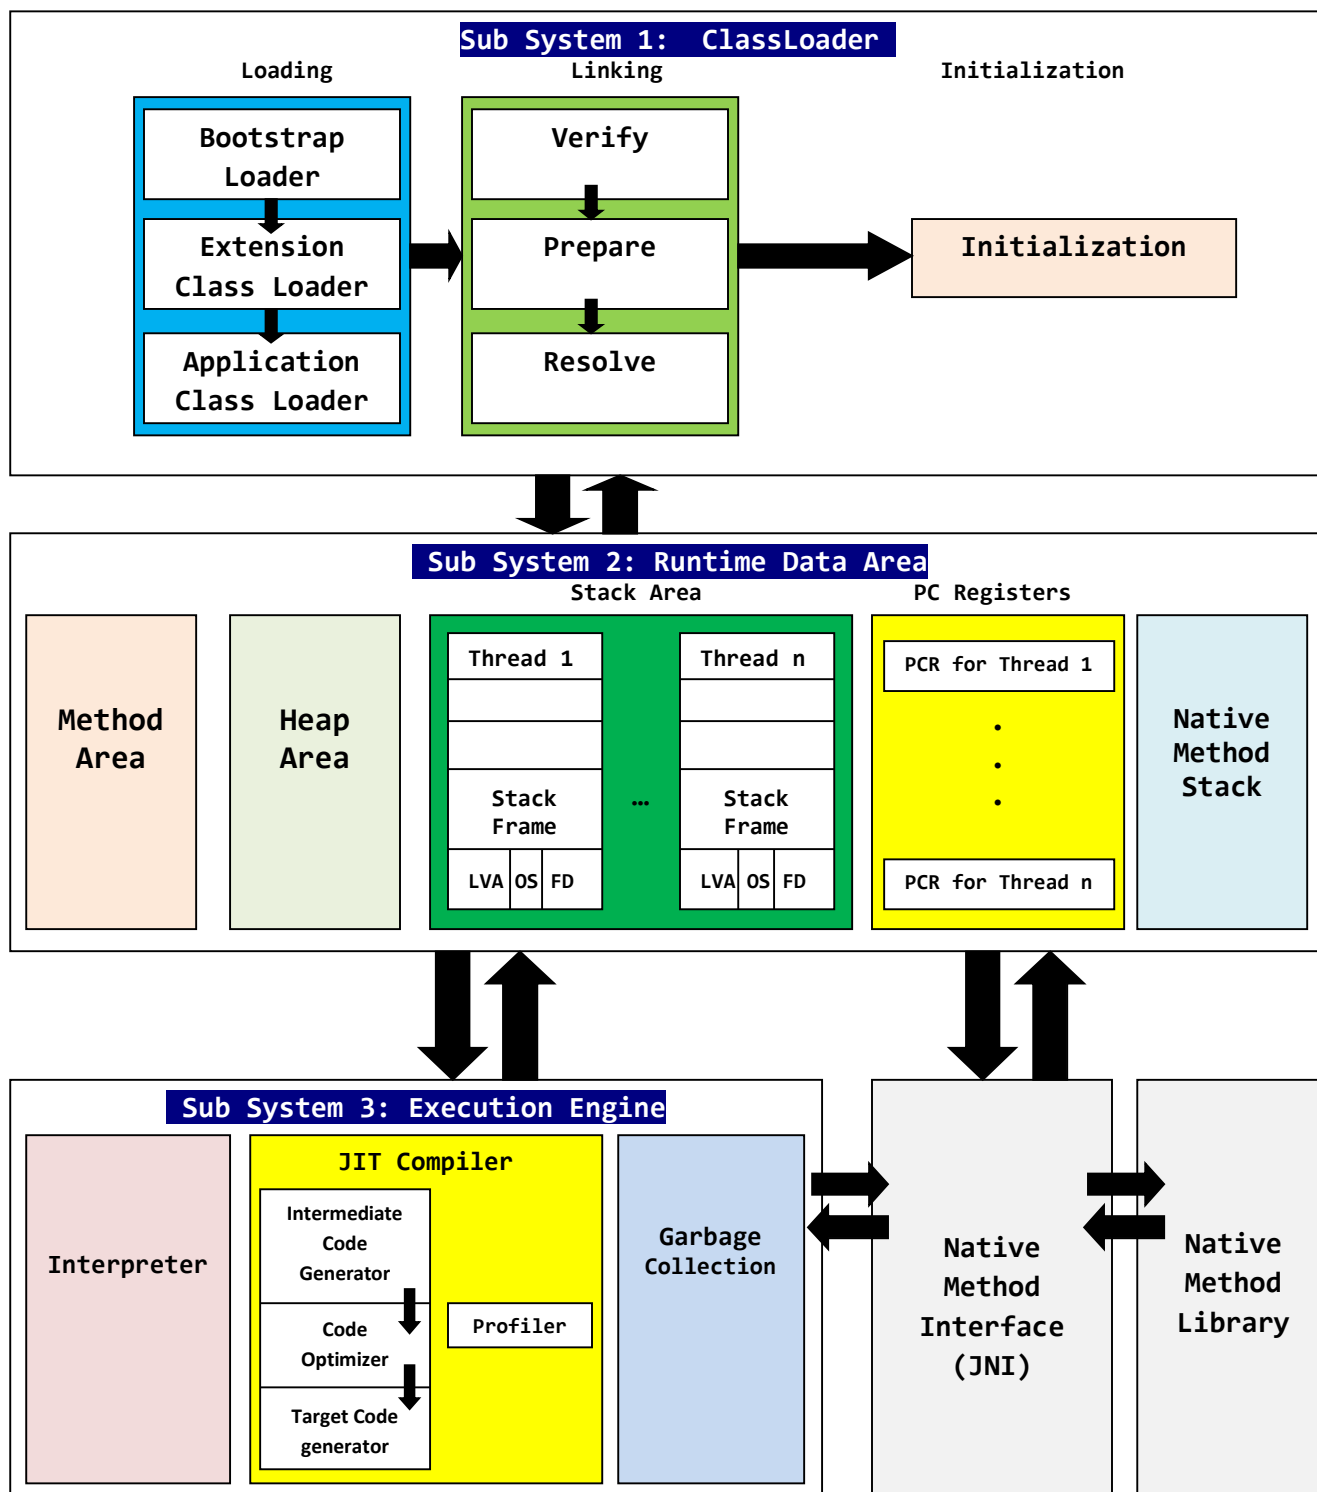 Sub System 1:  ClassLoader
Loading
Linking
Initialization
Bootstrap
Loader
Extension
Class Loader
Application
Class Loader
Verify
Prepare
Resolve
Initialization
Sub System 2: Runtime Data Area
Stack Area
PC Registers
Method
Area
Heap
Area
Thread 1
Stack
Frame
LVA OS FD
…
Thread n
Stack
Frame
LVA OS FD
PCR for Thread 1
.
.
.
PCR for Thread n
Native
Method
Stack
Sub System 3: Execution Engine
Interpreter
JIT Compiler
Intermediate
Code
Generator
Code
Optimizer
Target Code
generator
Profiler
Garbage
Collection
Native
Method
Interface
(JNI)
Native
Method
Library